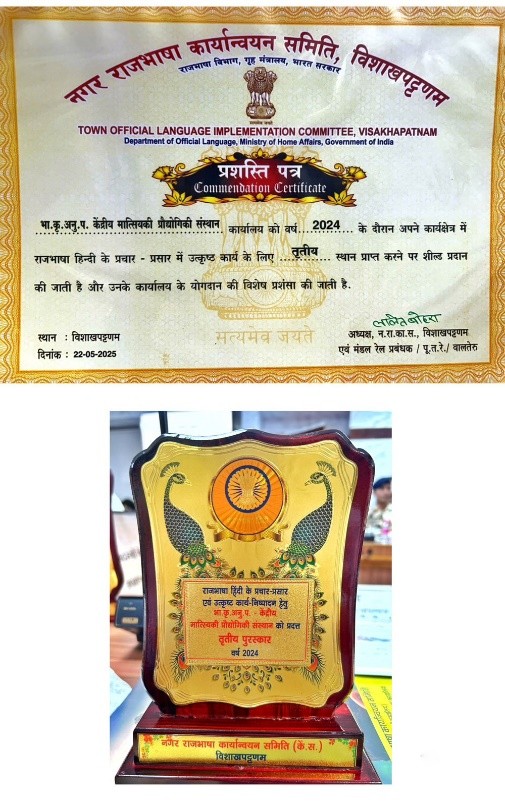 नगर राजभाषा कार्यान्वयन समिति, विशाखपट्टणम
राजभाषा विभाग, गृह मंत्रालय, भारत सरकार
TOWN OFFICIAL LANGUAGE IMPLEMENTATION COMMITTEE, VISAKHAPATNAM
Department of Official Language, Ministry of Home Affairs, Government of India
प्रशस्ति पत्र
Commendation Certificate
भा.कृ.अनु.प. केंद्रीय मात्स्यिकी प्रौद्योगिकी संस्थान कार्यालय को वर्ष 2024 के दौरान अपने कार्यक्षेत्र में
राजभाषा हिन्दी के प्रचार - प्रसार में उत्कृष्ट कार्य के लिए तृतीय स्थान प्राप्त करने पर शील्ड प्रदान
की जाती है और उनके कार्यालय के योगदान की विशेष प्रशंसा की जाती है.
सत्यमेव जयते
स्थान : विशाखपट्टणम
दिनांक : 22-05-2025
अध्यक्ष, न.रा.का.स., विशाखपट्टणम
एवं मंडल रेल प्रबंधक / पू.त.रे./ वाल्तेरु
राजभाषा हिंदी के प्रचार-प्रसार
एवं उत्कृष्ट कार्य-निष्पादन हेतु
भा.कृ.अनु.प. - केंद्रीय
मात्स्यिकी प्रौद्योगिकी संस्थान को प्रदत्त
तृतीय पुरस्कार
वर्ष 2024
नगर राजभाषा कार्यान्वयन समिति (कें.स.)
विशाखपट्टणम